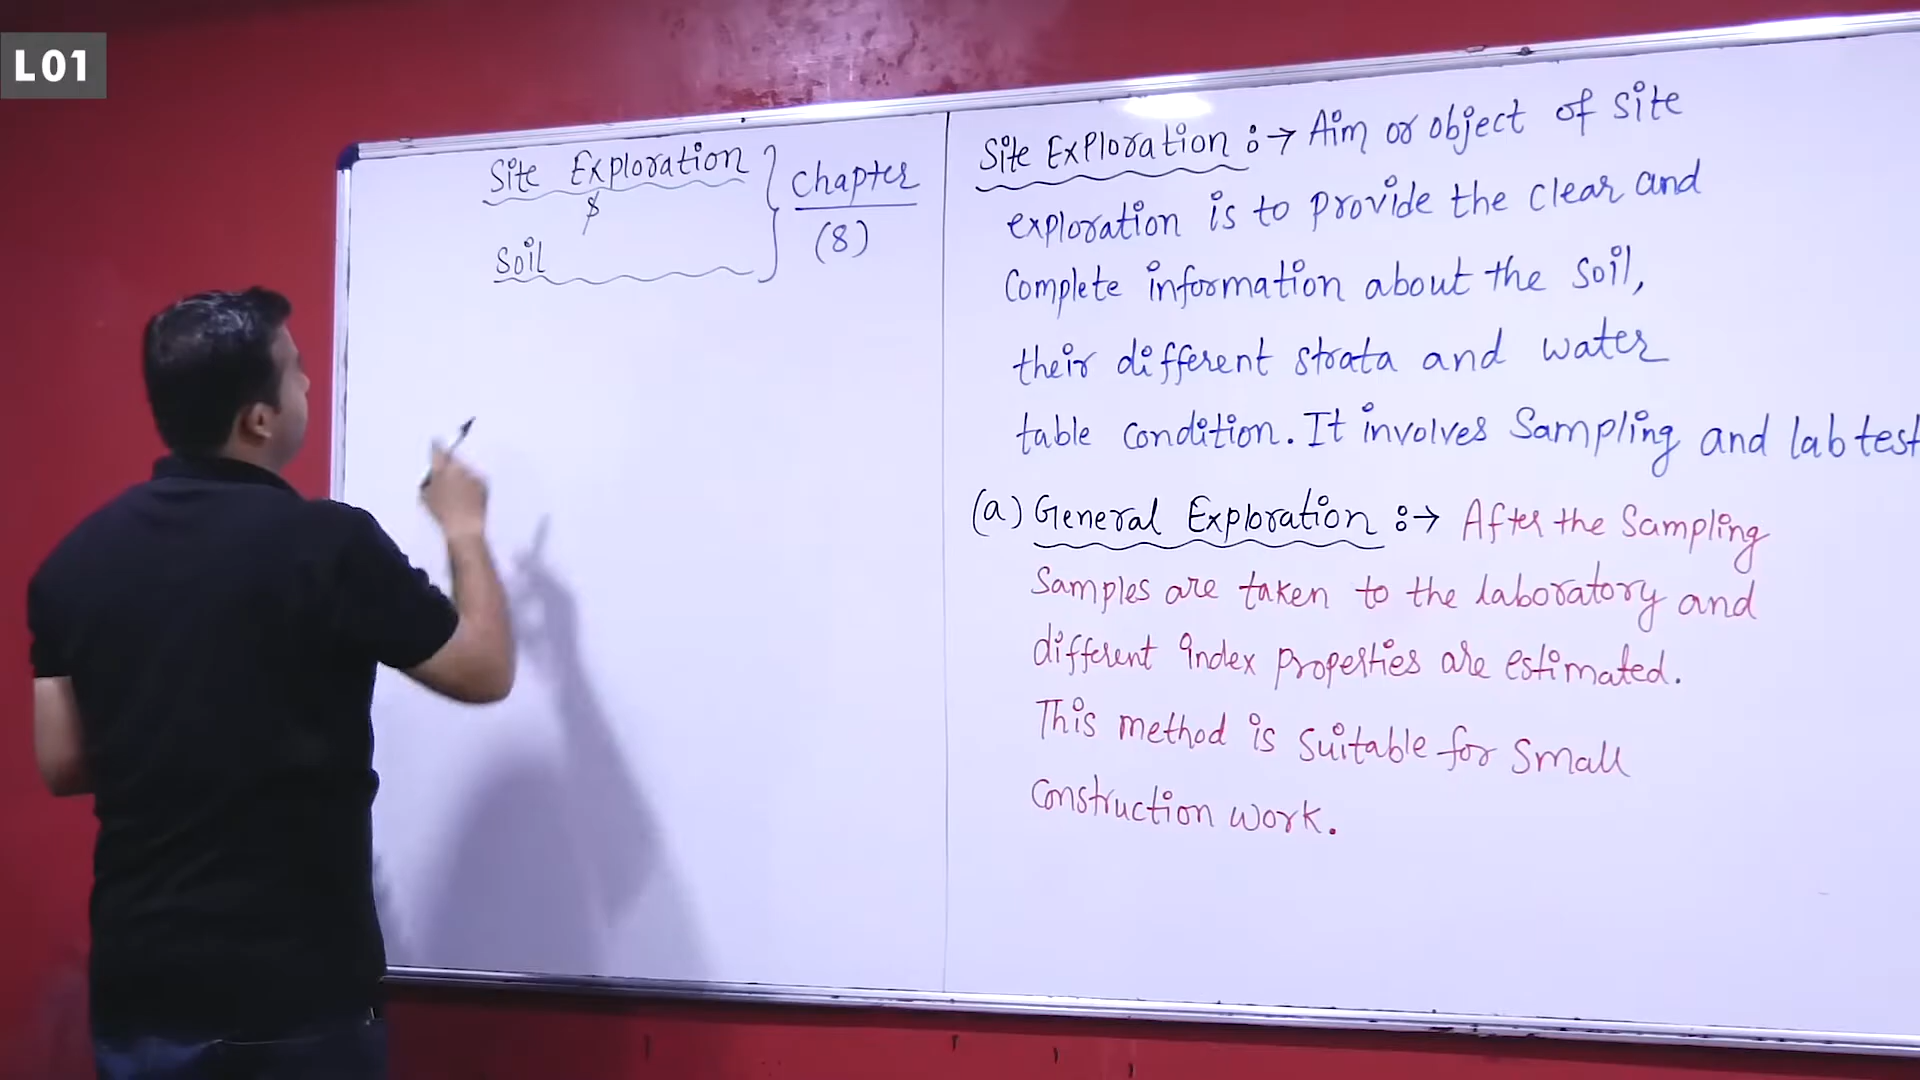 L01
Site Exploration
&
Soil
chapter
(8)
Site Exploration :→ Aim or object of site
exploration is to provide the clear and
Complete information about the soil,
their different strata and water
table condition. It involves Sampling and lab test
(a) General Exploration :→ After the Sampling
Samples are taken to the laboratory and
different index properties are estimated.
This method is suitable for small
construction work.